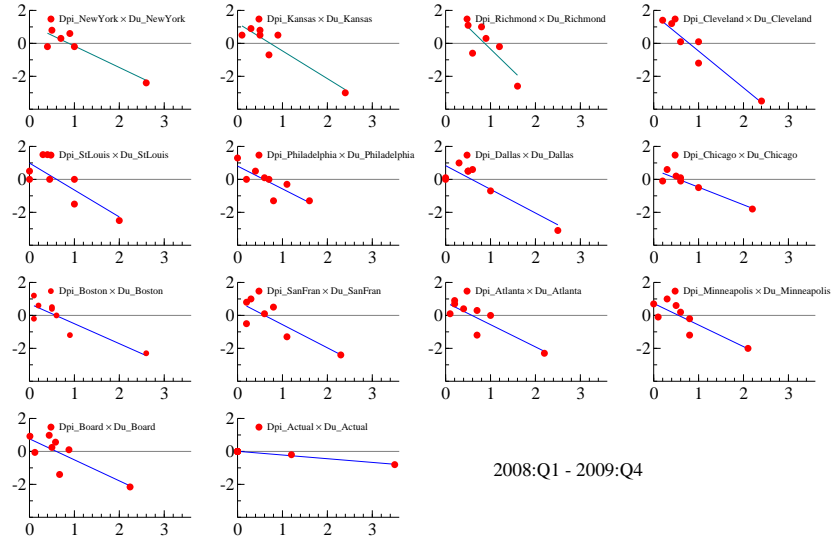 2
0
-2
Dpi_NewYork × Du_NewYork
0 1 2 3
2
0
-2
Dpi_Kansas × Du_Kansas
0 1 2 3
2
0
-2
Dpi_Richmond × Du_Richmond
0 1 2 3
2
0
-2
Dpi_Cleveland × Du_Cleveland
0 1 2 3
2
0
-2
Dpi_StLouis × Du_StLouis
0 1 2 3
2
0
-2
Dpi_Philadelphia × Du_Philadelphia
0 1 2 3
2
0
-2
Dpi_Dallas × Du_Dallas
0 1 2 3
2
0
-2
Dpi_Chicago × Du_Chicago
0 1 2 3
2
0
-2
Dpi_Boston × Du_Boston
0 1 2 3
2
0
-2
Dpi_SanFran × Du_SanFran
0 1 2 3
2
0
-2
Dpi_Atlanta × Du_Atlanta
0 1 2 3
2
0
-2
Dpi_Minneapolis × Du_Minneapolis
0 1 2 3
2
0
-2
Dpi_Board × Du_Board
0 1 2 3
2
0
-2
Dpi_Actual × Du_Actual
0 1 2 3
2008:Q1 - 2009:Q4